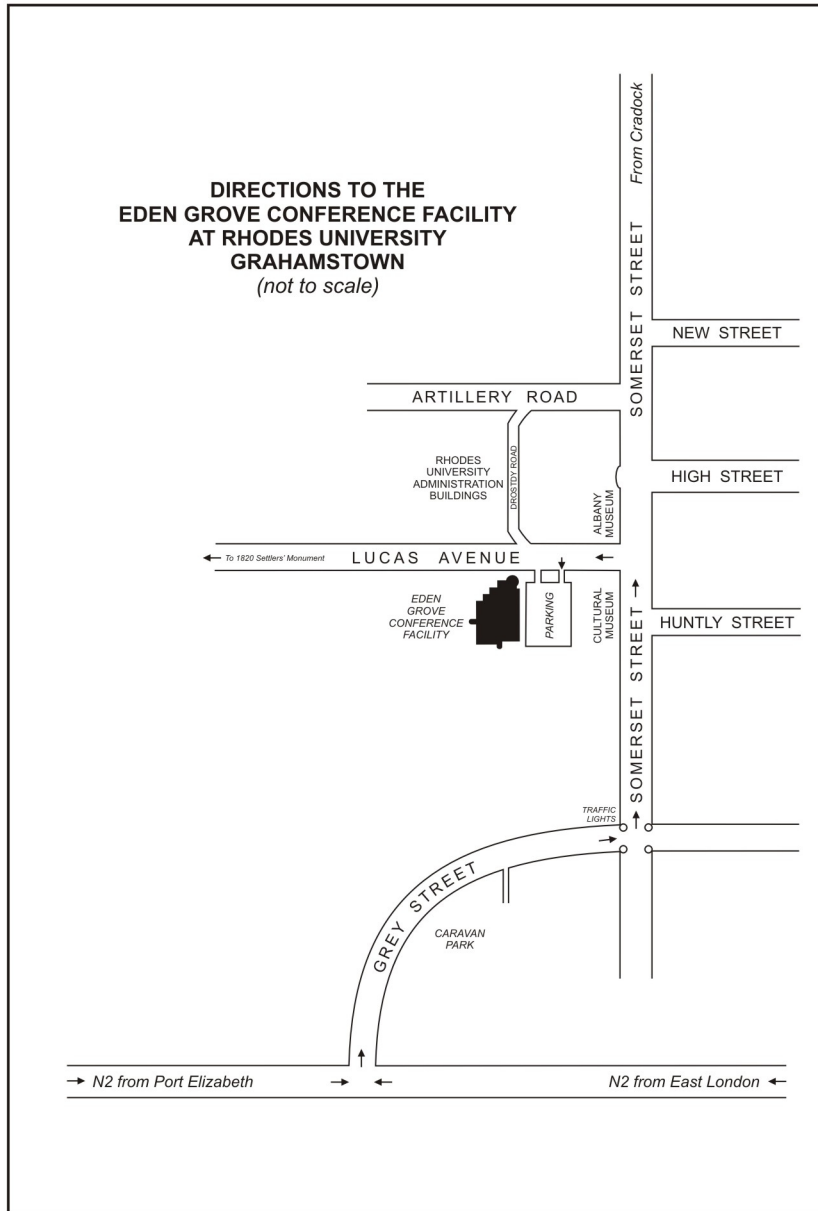 DIRECTIONS TO THE
EDEN GROVE CONFERENCE FACILITY
AT RHODES UNIVERSITY
GRAHAMSTOWN
(not to scale)
From Cradock
SOMERSET STREET
NEW STREET
ARTILLERY ROAD
RHODES
UNIVERSITY
ADMINISTRATION
BUILDINGS
DROSTDY ROAD
ALBANY
MUSEUM
HIGH STREET
To 1820 Settlers' Monument
LUCAS AVENUE
EDEN
GROVE
CONFERENCE
FACILITY
PARKING
CULTURAL
MUSEUM
SOMERSET STREET
HUNTLY STREET
TRAFFIC
LIGHTS
GREY STREET
CARAVAN
PARK
N2 from Port Elizabeth
N2 from East London